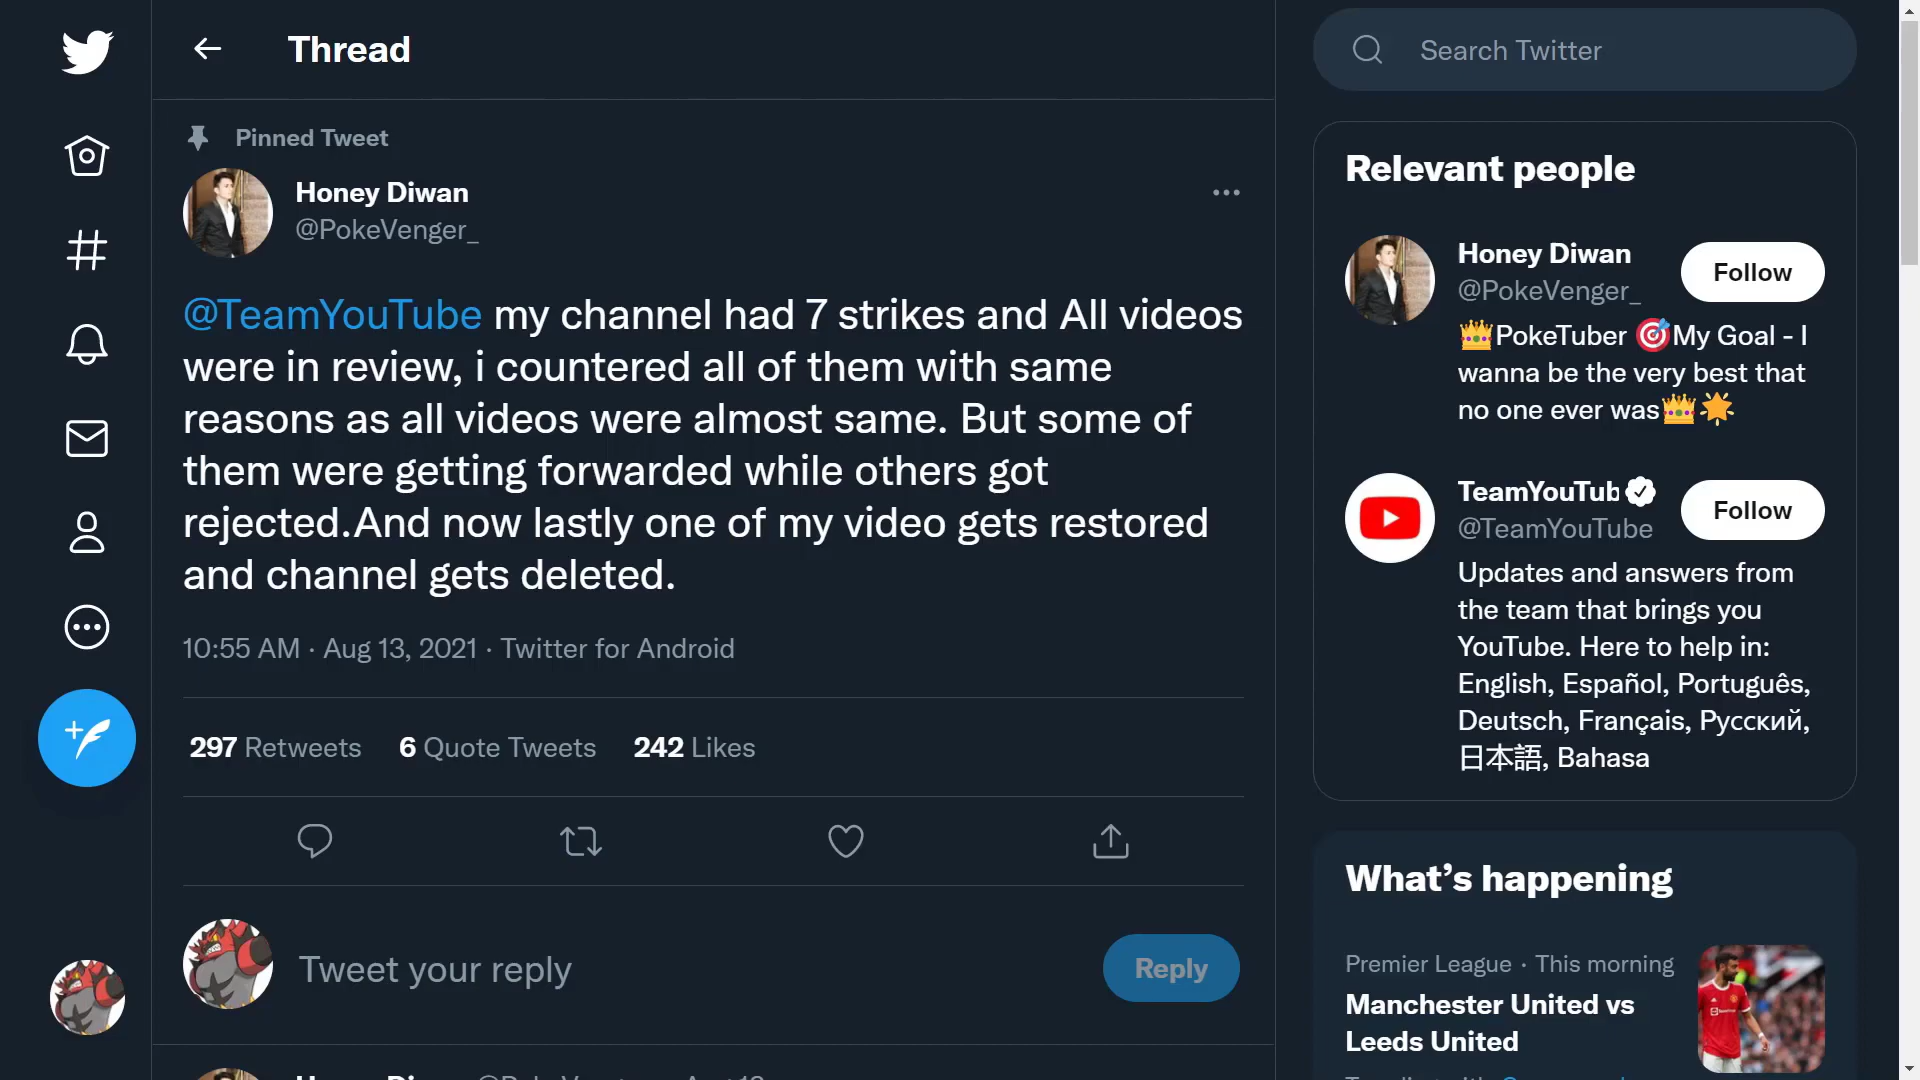 Thread
Pinned Tweet
Honey Diwan
@PokeVenger_
@TeamYouTube my channel had 7 strikes and All videos
were in review, i countered all of them with same
reasons as all videos were almost same. But some of
them were getting forwarded while others got
rejected.And now lastly one of my video gets restored
and channel gets deleted.
10:55 AM · Aug 13, 2021 · Twitter for Android
297 Retweets 6 Quote Tweets 242 Likes
Tweet your reply
Reply
Search Twitter
Relevant people
Honey Diwan
@PokeVenger_
Follow
👑PokeTuber 🎯My Goal - I
wanna be the very best that
no one ever was👑🌟
TeamYouTub
@TeamYouTube
Follow
Updates and answers from
the team that brings you
YouTube. Here to help in:
English, Español, Português,
Deutsch, Français, Русский,
日本語, Bahasa
What’s happening
Premier League · This morning
Manchester United vs
Leeds United